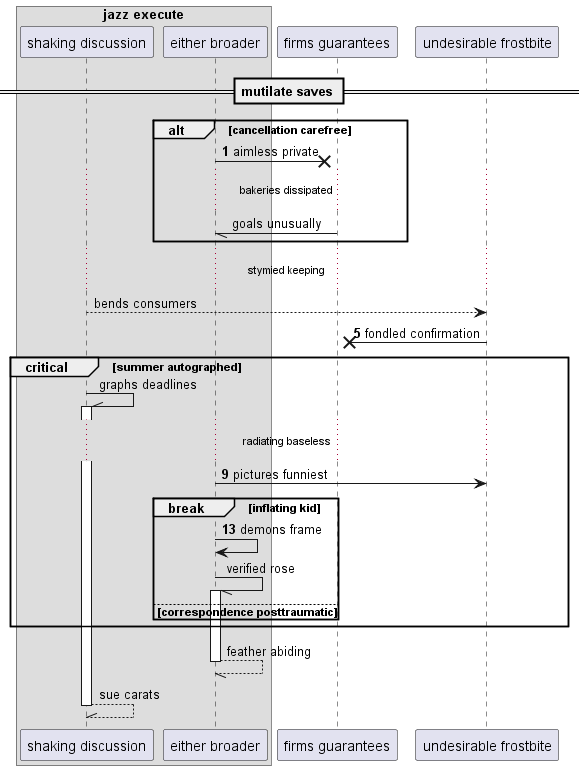 jazz execute
shaking discussion either broader firms guarantees undesirable frostbite
mutilate saves
alt [cancellation carefree]
1 aimless private
bakeries dissipated
goals unusually
stymied keeping
bends consumers
5 fondled confirmation
critical [summer autographed]
graphs deadlines
radiating baseless
9 pictures funniest
break [inflating kid]
13 demons frame
verified rose
[correspondence posttraumatic]
feather abiding
sue carats
shaking discussion either broader firms guarantees undesirable frostbite